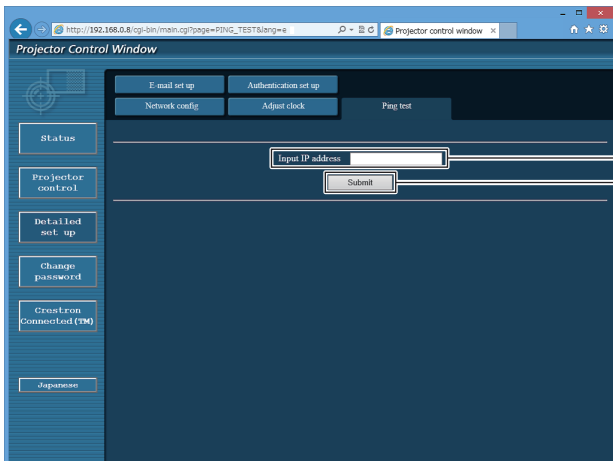 http://192.168.0.8/cgi-bin/main.cgi?page=PING_TEST&lang=e
Projector control window
Projector Control Window
E-mail set up
Authentication set up
Network config
Adjust clock
Ping test
Status
Projector
control
Detailed
set up
Change
password
Crestron
Connected(TM)
Japanese
Input IP address
Submit